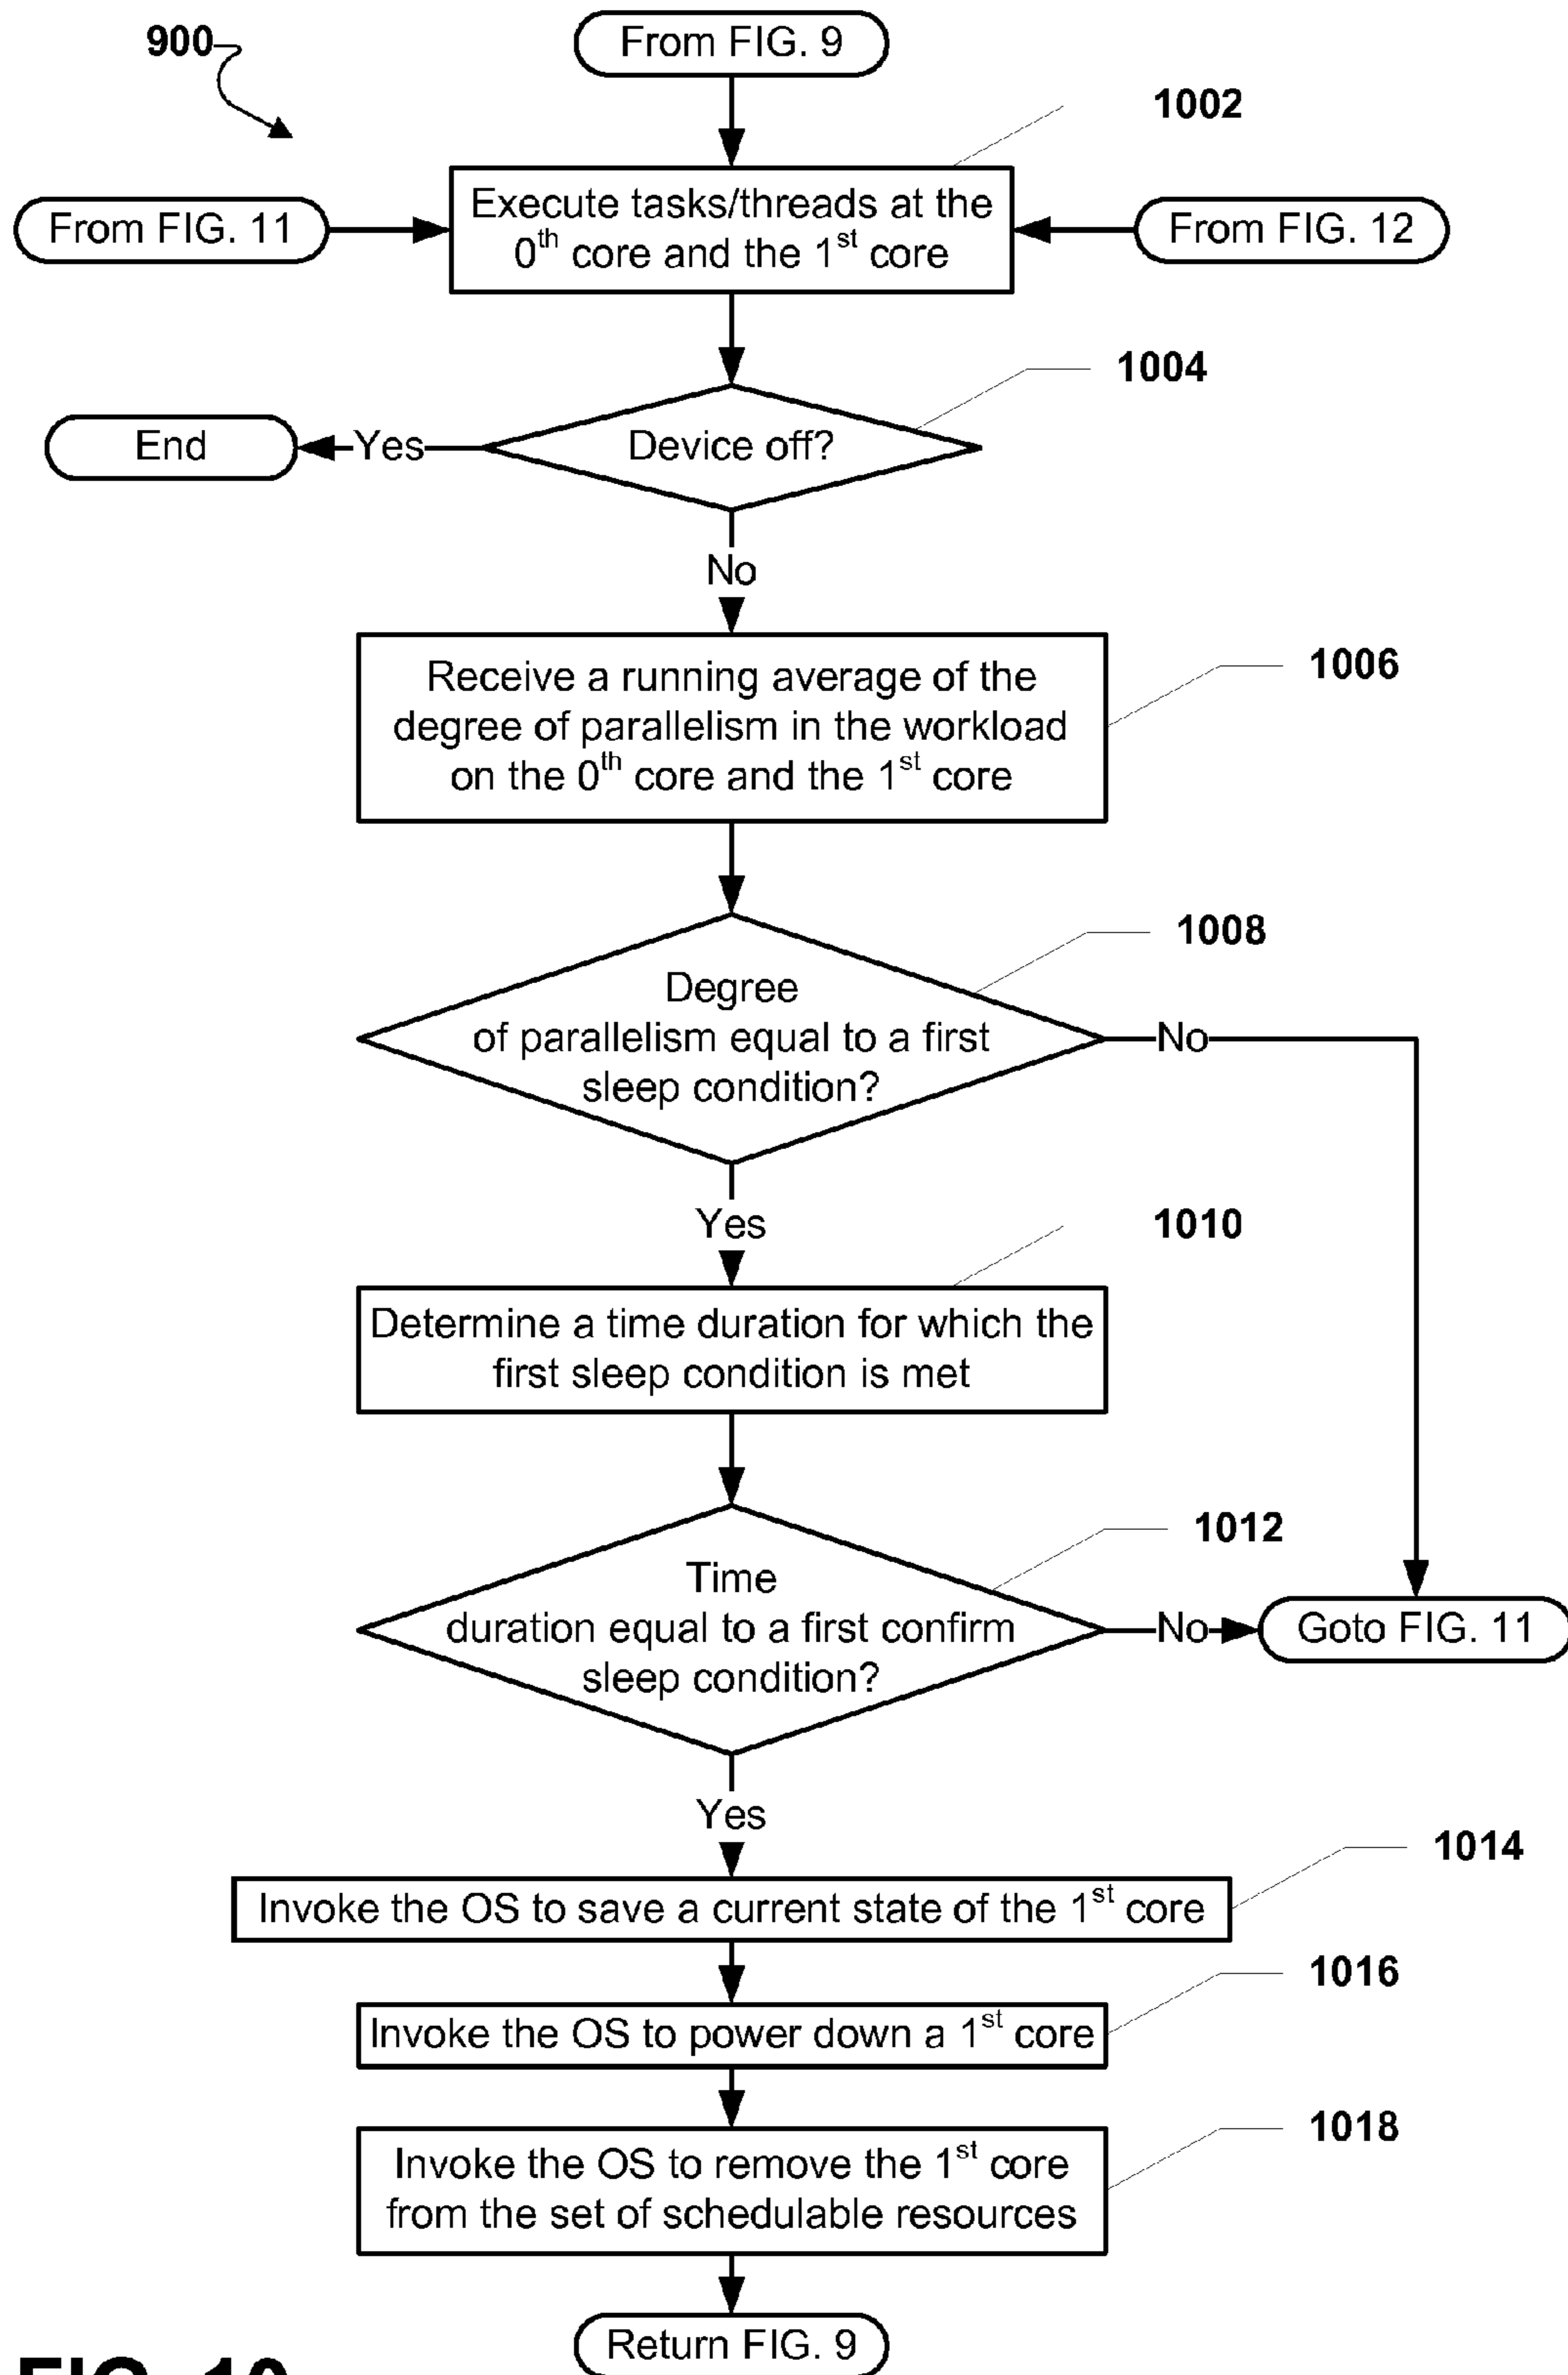 900
From FIG. 9
1002
Execute tasks/threads at the
0th core and the 1st core
From FIG. 11
From FIG. 12
1004
Device off?
Yes
End
No
1006
Receive a running average of the
degree of parallelism in the workload
on the 0th core and the 1st core
1008
Degree
of parallelism equal to a first
sleep condition?
No
Yes
1010
Determine a time duration for which the
first sleep condition is met
1012
Time
duration equal to a first confirm
sleep condition?
No
Goto FIG. 11
Yes
1014
Invoke the OS to save a current state of the 1st core
1016
Invoke the OS to power down a 1st core
1018
Invoke the OS to remove the 1st core
from the set of schedulable resources
Return FIG. 9
FIG. 10